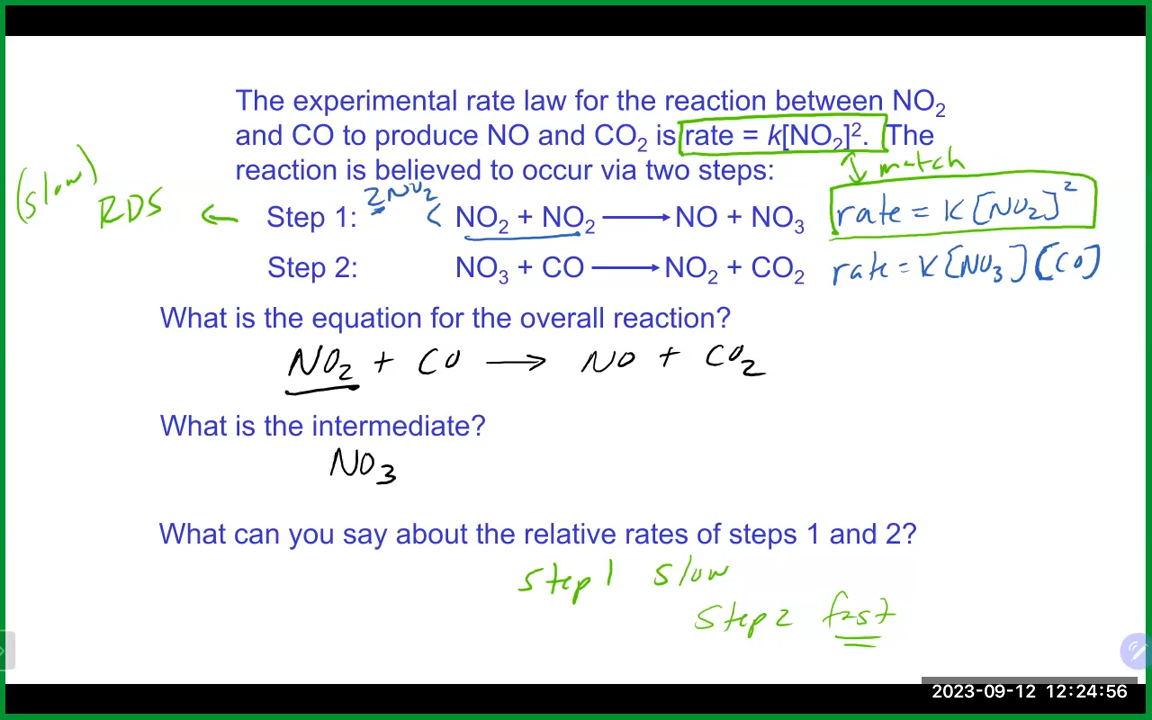 The experimental rate law for the reaction between NO₂
and CO to produce NO and CO₂ is rate = k[NO₂]². The
match
reaction is believed to occur via two steps:
(slow)
RDS ←
2NO₂
Step 1: < NO₂ + NO₂ → NO + NO₃ rate = K[NO₂]²
Step 2: NO₃ + CO → NO₂ + CO₂ rate = K[NO₃][CO]
What is the equation for the overall reaction?
NO₂ + CO → NO + CO₂
What is the intermediate?
NO₃
What can you say about the relative rates of steps 1 and 2?
Step 1 slow
Step 2 fast
2023-09-12 12:24:56